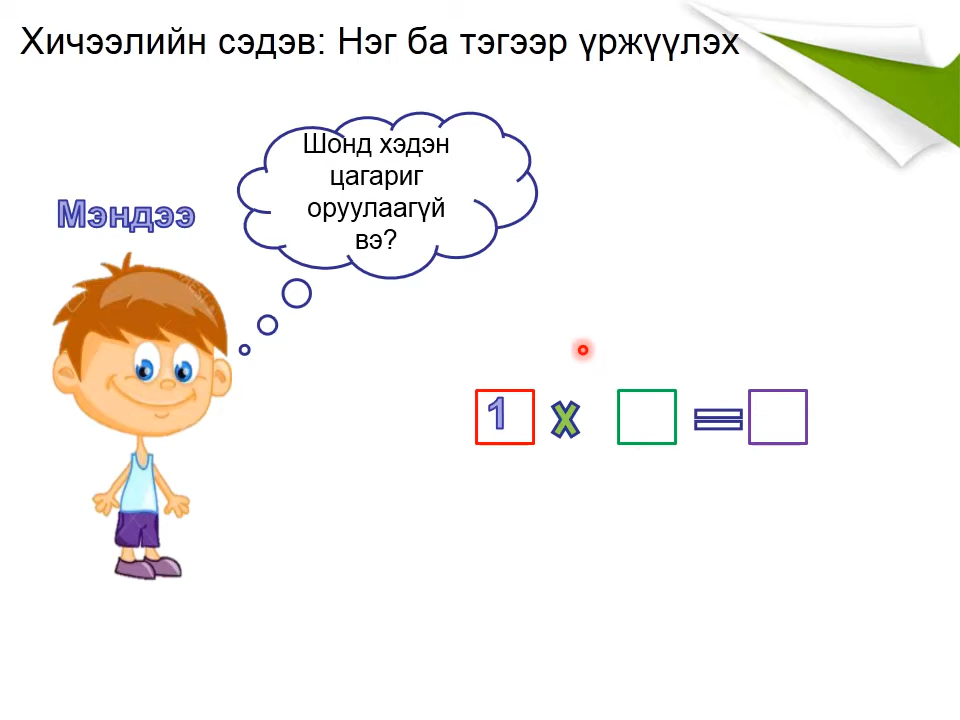 Хичээлийн сэдэв: Нэг ба тэгээр үржүүлэх
Шонд хэдэн
цагариг
оруулаагүй
вэ?
Мэндээ
1 x =